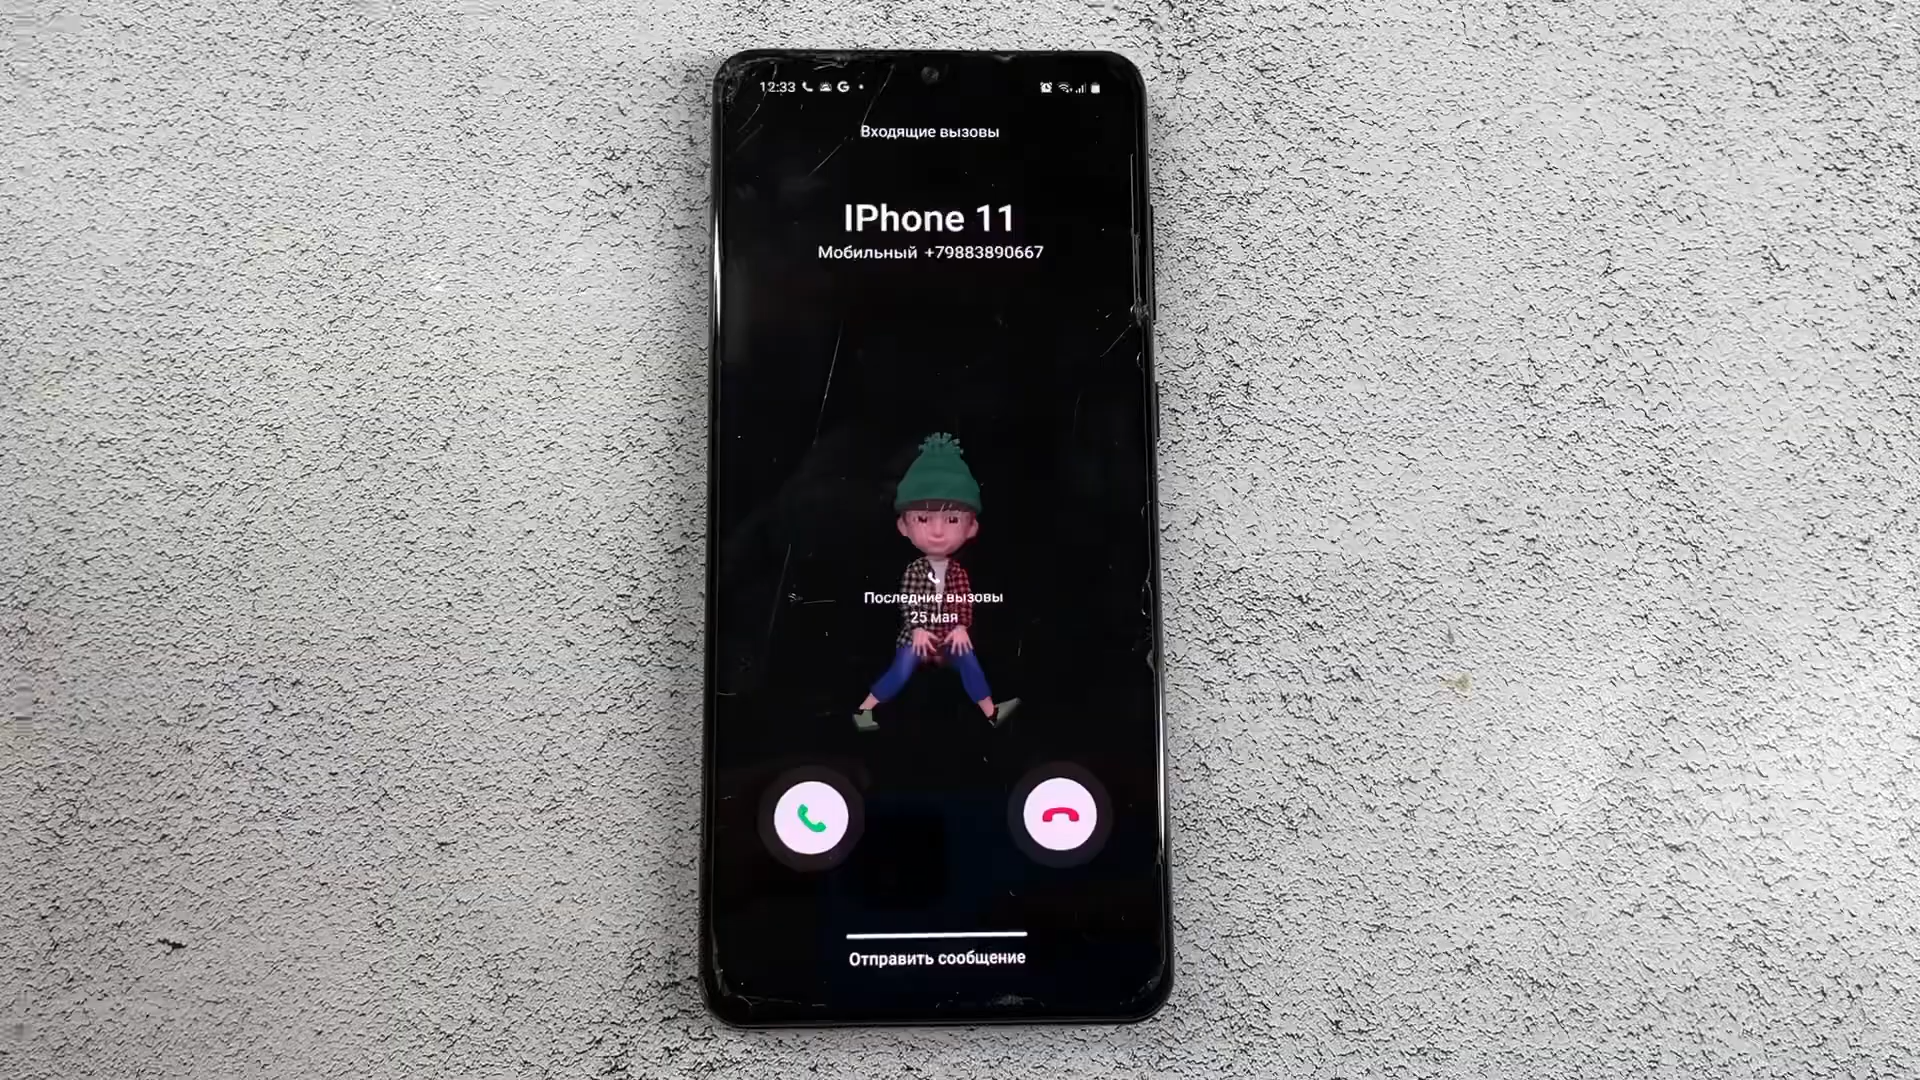 12:33
Входящие вызовы
IPhone 11
Мобильный +79883890667
Последние вызовы
25 мая
Отправить сообщение